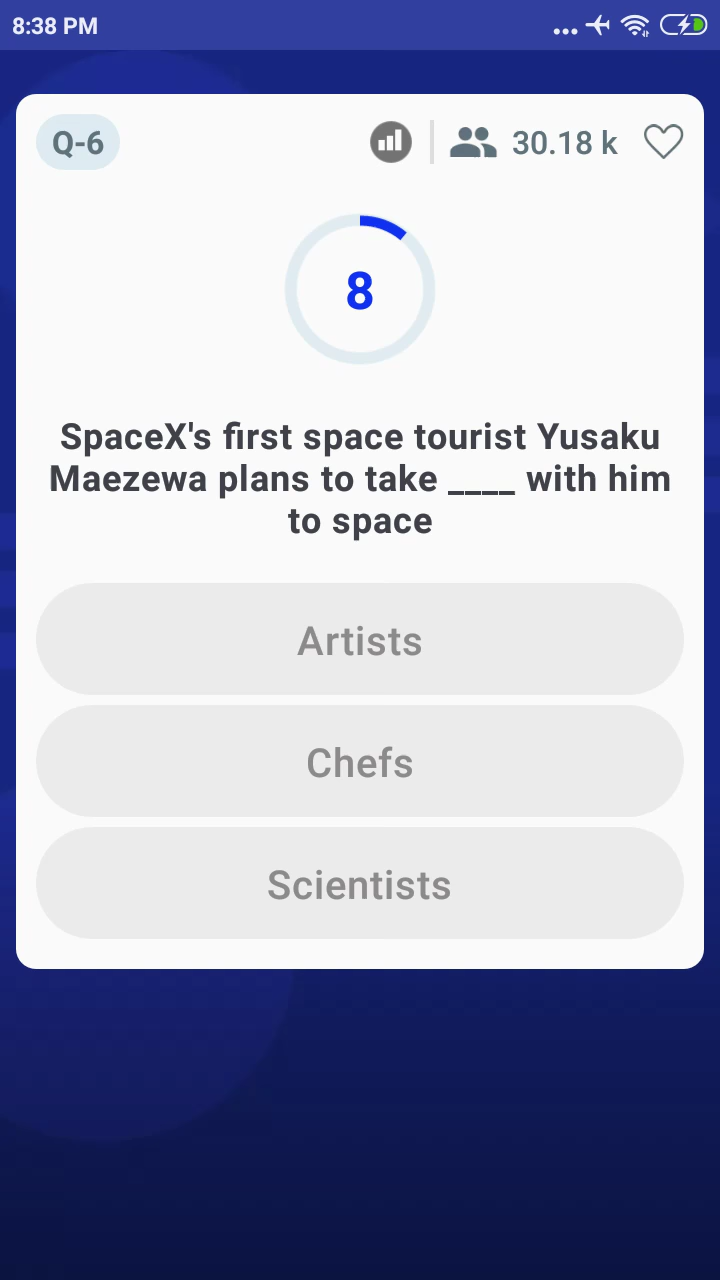 8:38 PM
Q-6
30.18 k
8
SpaceX's first space tourist Yusaku
Maezewa plans to take ____ with him
to space
Artists
Chefs
Scientists